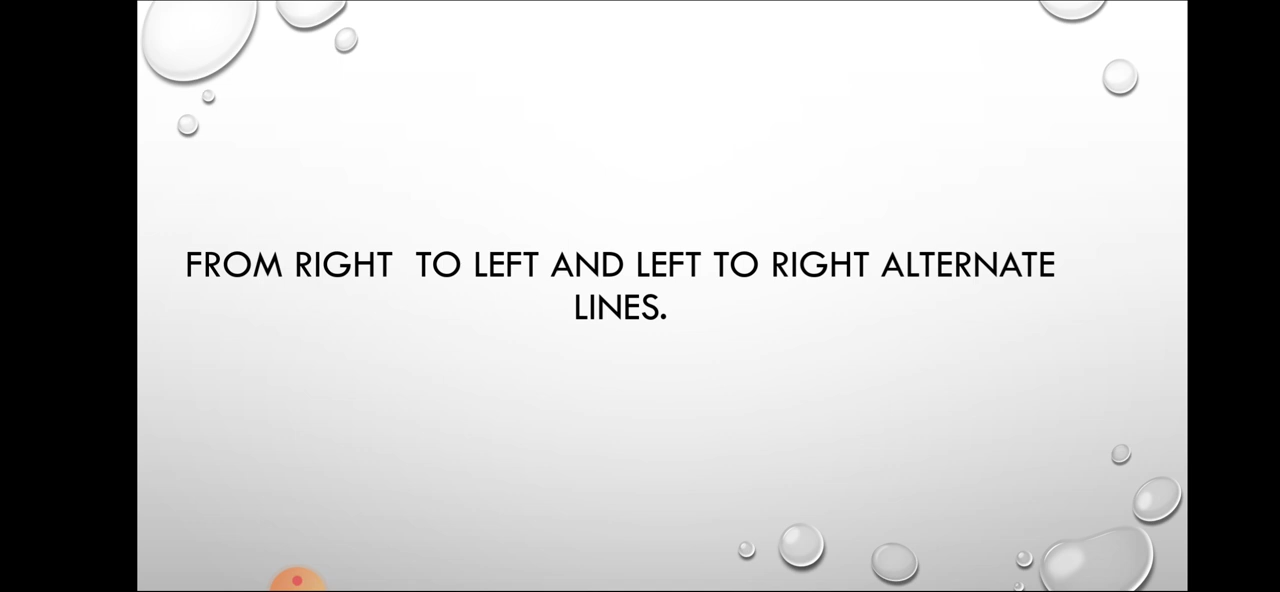 FROM RIGHT  TO LEFT AND LEFT TO RIGHT ALTERNATE
LINES.